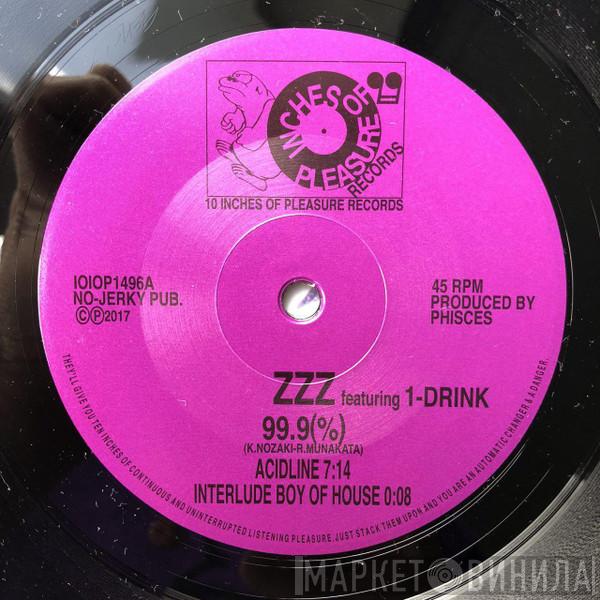 INCHES OF PLEASURE
RECORDS
10 INCHES OF PLEASURE RECORDS
IOIOP1496A
NO-JERKY PUB.
©℗2017
45 RPM
PRODUCED BY
PHISCES
ZZZ featuring 1-DRINK
99.9(%)
(K.NOZAKI-R.MUNAKATA)
ACIDLINE 7:14
INTERLUDE BOY OF HOUSE 0:08
THEY'LL GIVE YOU TEN INCHES OF CONTINUOUS AND UNINTERRUPTED LISTENING PLEASURE. JUST STACK THEM UPON AND YOU ARE AN AUTOMATIC CHANGER & A DANGER.
МАРКЕТ ВИНИЛА